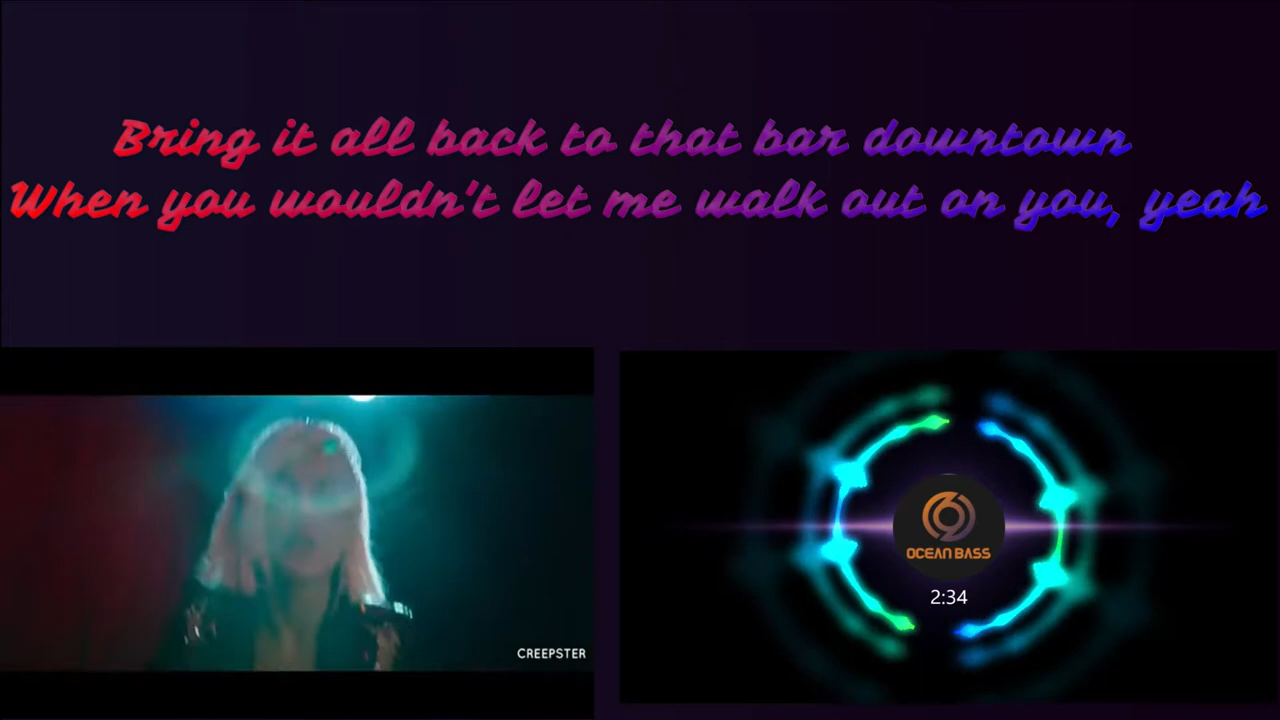 Bring it all back to that bar downtown
When you wouldn't let me walk out on you, yeah
CREEPSTER
OCEAN BASS
2:34